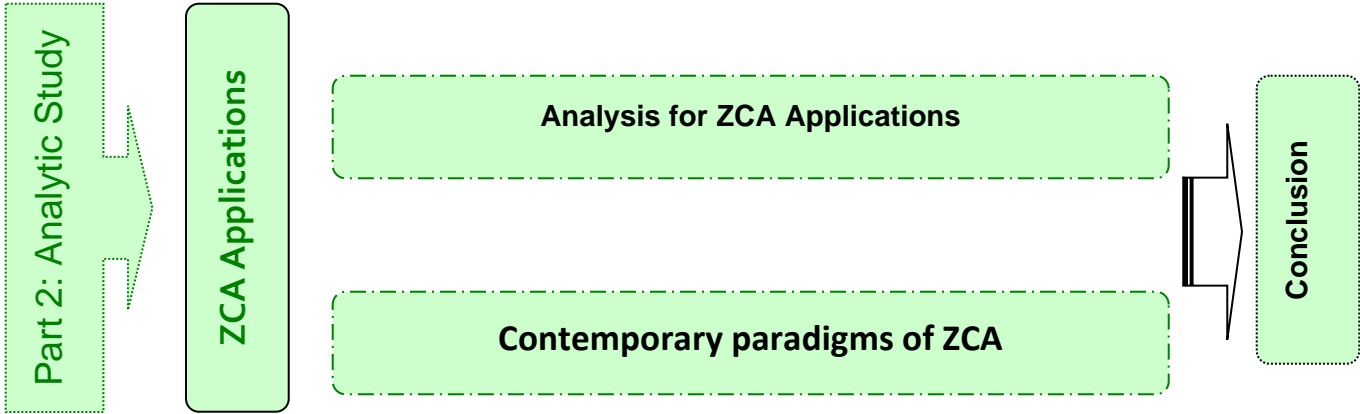 Part 2: Analytic Study
ZCA Applications
Analysis for ZCA Applications
Contemporary paradigms of ZCA
Conclusion